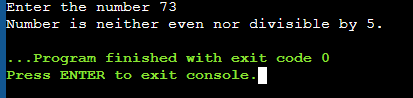 Enter the number 73
Number is neither even nor divisible by 5.
...Program finished with exit code 0
Press ENTER to exit console.